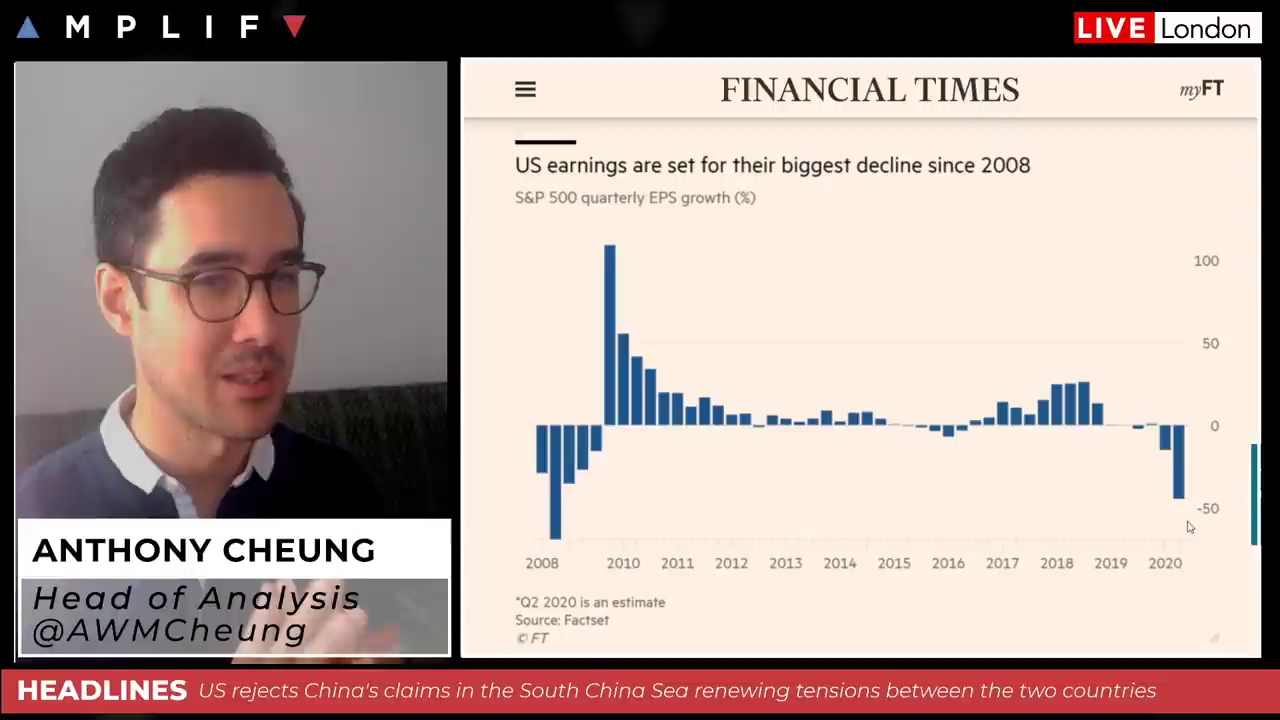 MPLIF
LIVE London
FINANCIAL TIMES
myFT
US earnings are set for their biggest decline since 2008
S&P 500 quarterly EPS growth (%)
100
50
0
-50
2008 2010 2011 2012 2013 2014 2015 2016 2017 2018 2019 2020
*Q2 2020 is an estimate
Source: Factset
© FT
ANTHONY CHEUNG
Head of Analysis
@AWMCheung
HEADLINES US rejects China's claims in the South China Sea renewing tensions between the two countries